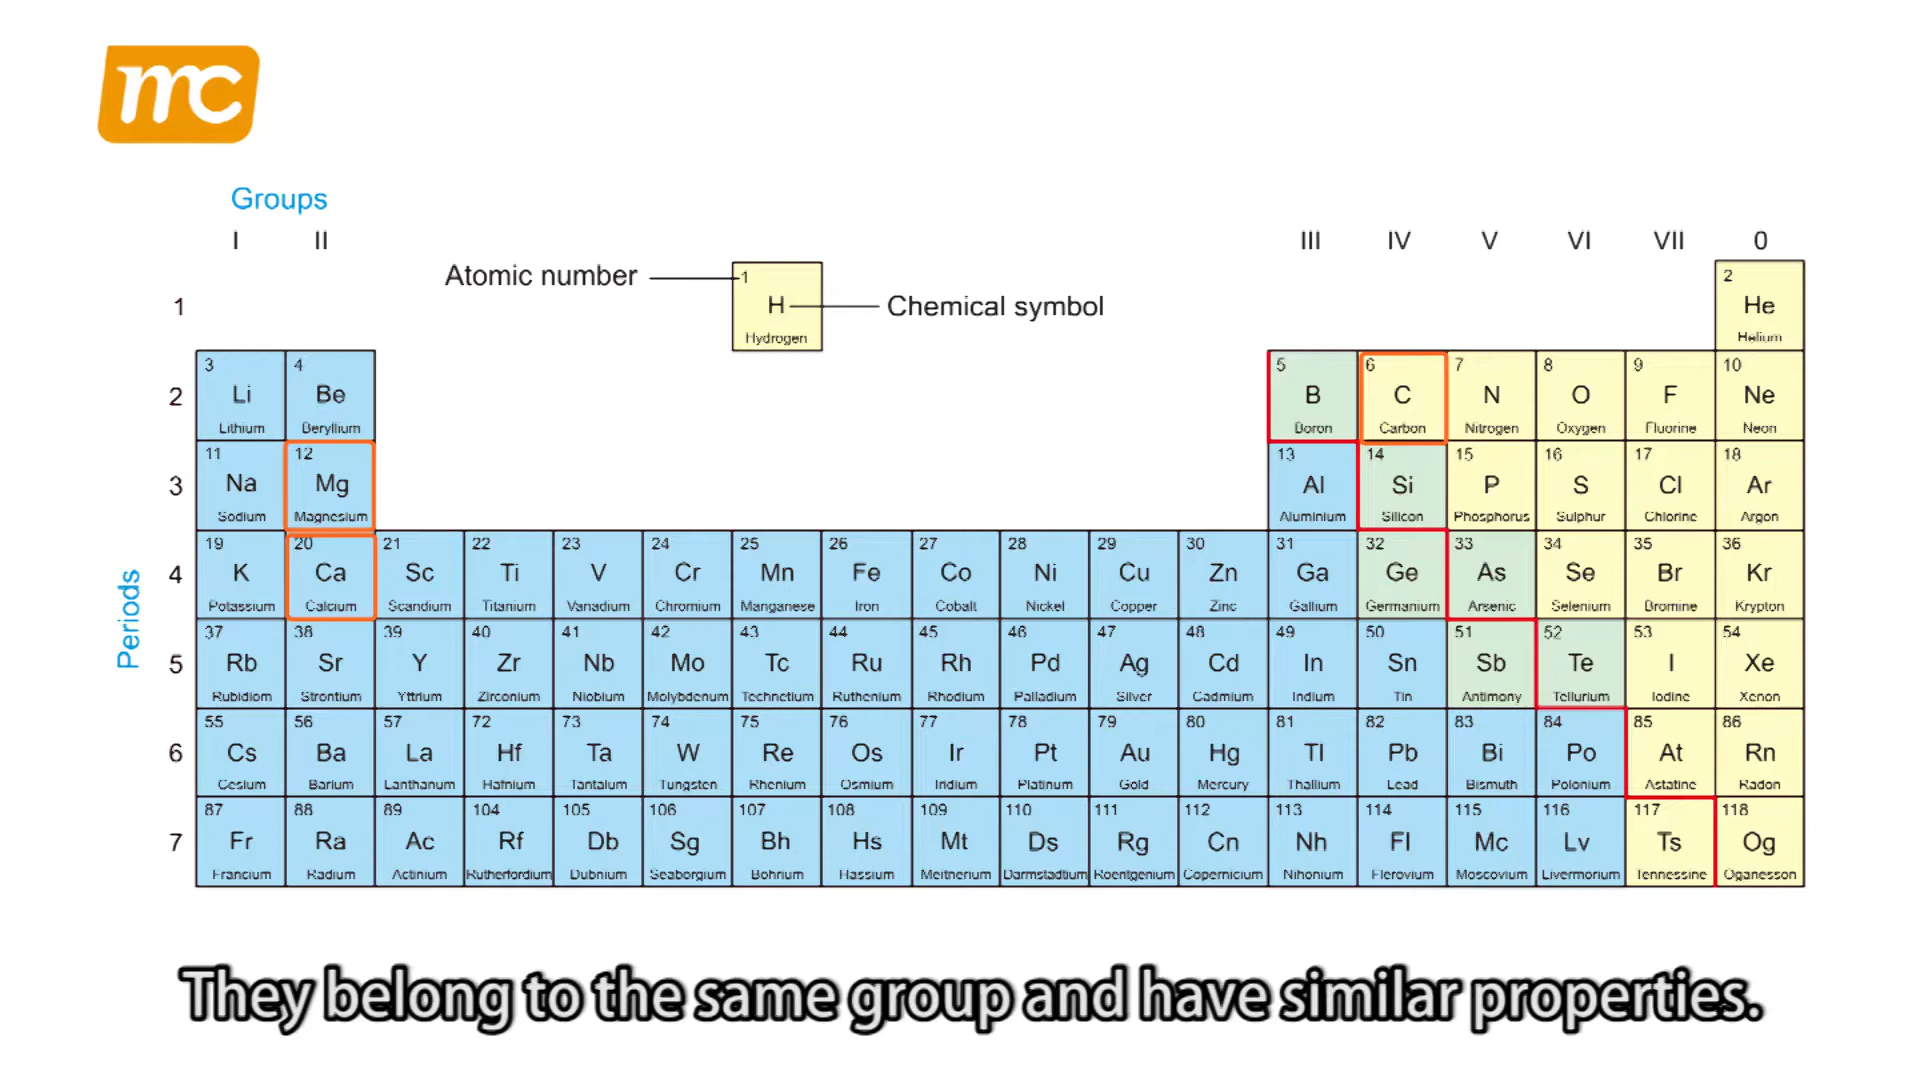 mc
Groups
I II III IV V VI VII 0
Atomic number 1 H Hydrogen Chemical symbol
1 2 He Helium
2 3 Li Lithium 4 Be Beryllium 5 B Boron 6 C Carbon 7 N Nitrogen 8 O Oxygen 9 F Fluorine 10 Ne Neon
3 11 Na Sodium 12 Mg Magnesium 13 Al Aluminium 14 Si Silicon 15 P Phosphorus 16 S Sulphur 17 Cl Chlorine 18 Ar Argon
Periods
4 19 K Potassium 20 Ca Calcium 21 Sc Scandium 22 Ti Titanium 23 V Vanadium 24 Cr Chromium 25 Mn Manganese 26 Fe Iron 27 Co Cobalt 28 Ni Nickel 29 Cu Copper 30 Zn Zinc 31 Ga Gallium 32 Ge Germanium 33 As Arsenic 34 Se Selenium 35 Br Bromine 36 Kr Krypton
5 37 Rb Rubidiom 38 Sr Strontium 39 Y Yttrium 40 Zr Zirconium 41 Nb Niobium 42 Mo Molybdenum 43 Tc Technetium 44 Ru Ruthenium 45 Rh Rhodium 46 Pd Palladium 47 Ag Silver 48 Cd Cadmium 49 In Indium 50 Sn Tin 51 Sb Antimony 52 Te Tellurium 53 I Iodine 54 Xe Xenon
6 55 Cs Cesium 56 Ba Barium 57 La Lanthanum 72 Hf Hafnium 73 Ta Tantalum 74 W Tungsten 75 Re Rhenium 76 Os Osmium 77 Ir Iridium 78 Pt Platinum 79 Au Gold 80 Hg Mercury 81 Tl Thallium 82 Pb Lead 83 Bi Bismuth 84 Po Polonium 85 At Astatine 86 Rn Radon
7 87 Fr Francium 88 Ra Radium 89 Ac Actinium 104 Rf Rutherfordium 105 Db Dubnium 106 Sg Seaborgium 107 Bh Bohrium 108 Hs Hassium 109 Mt Meitnerium 110 Ds Darmstadtium 111 Rg Roentgenium 112 Cn Copernicium 113 Nh Nihonium 114 Fl Flerovium 115 Mc Moscovium 116 Lv Livermorium 117 Ts Tennessine 118 Og Oganesson
They belong to the same group and have similar properties.